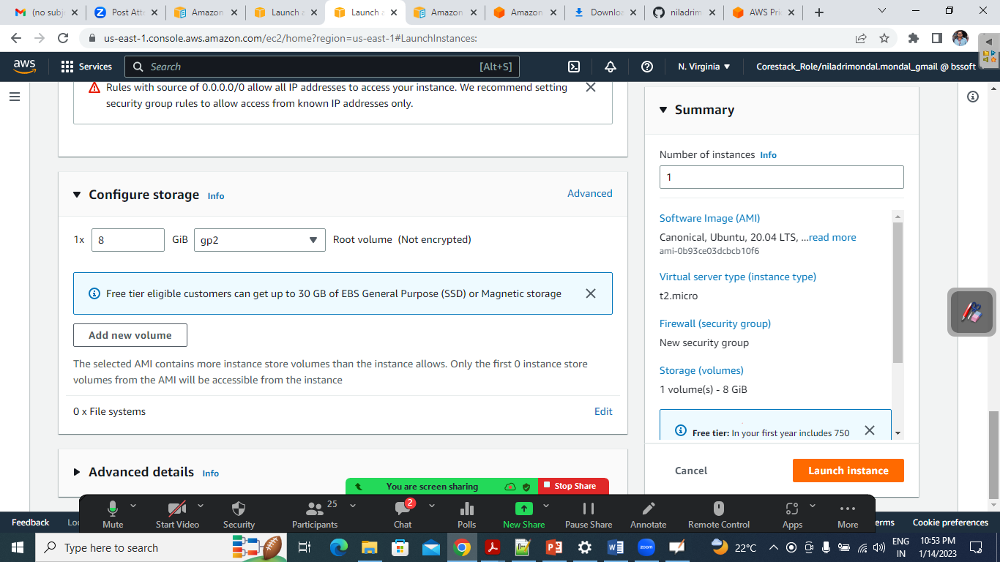 (no subj
Post Atte
Amazon
Launch a
Launch a
Amazon
Amazon
Downloa
niladrim
AWS Pri
us-east-1.console.aws.amazon.com/ec2/home?region=us-east-1#LaunchInstances:
aws
Services
Search
[Alt+S]
N. Virginia
Corestack_Role/niladrimondal.mondal_gmail @ bssoft
Rules with source of 0.0.0.0/0 allow all IP addresses to access your instance. We recommend setting
security group rules to allow access from known IP addresses only.
Configure storage Info
Advanced
1x 8 GiB gp2 Root volume (Not encrypted)
Free tier eligible customers can get up to 30 GB of EBS General Purpose (SSD) or Magnetic storage
Add new volume
The selected AMI contains more instance store volumes than the instance allows. Only the first 0 instance store
volumes from the AMI will be accessible from the instance
0 x File systems
Edit
Advanced details Info
Summary
Number of instances Info
1
Software Image (AMI)
Canonical, Ubuntu, 20.04 LTS, ...read more
ami-0b93ce03dcbcb10f6
Virtual server type (instance type)
t2.micro
Firewall (security group)
New security group
Storage (volumes)
1 volume(s) - 8 GiB
Free tier: In your first year includes 750
Cancel
Launch instance
You are screen sharing
Stop Share
Mute
Start Video
Security
Participants
25
Chat
2
Polls
New Share
Pause Share
Annotate
Remote Control
Apps
More
Feedback
erms
Cookie preferences
Type here to search
zoom
22°C
ENG
IN
10:53 PM
1/14/2023